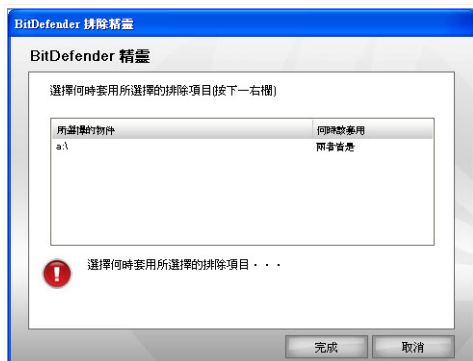 BitDefender 排除精靈
BitDefender 精靈
選擇何時套用所選擇的排除項目(按下一右欄)
所選擇的物件 何時啟套用
a:\ 兩者皆是
選擇何時套用所選擇的排除項目・・・
完成 取消